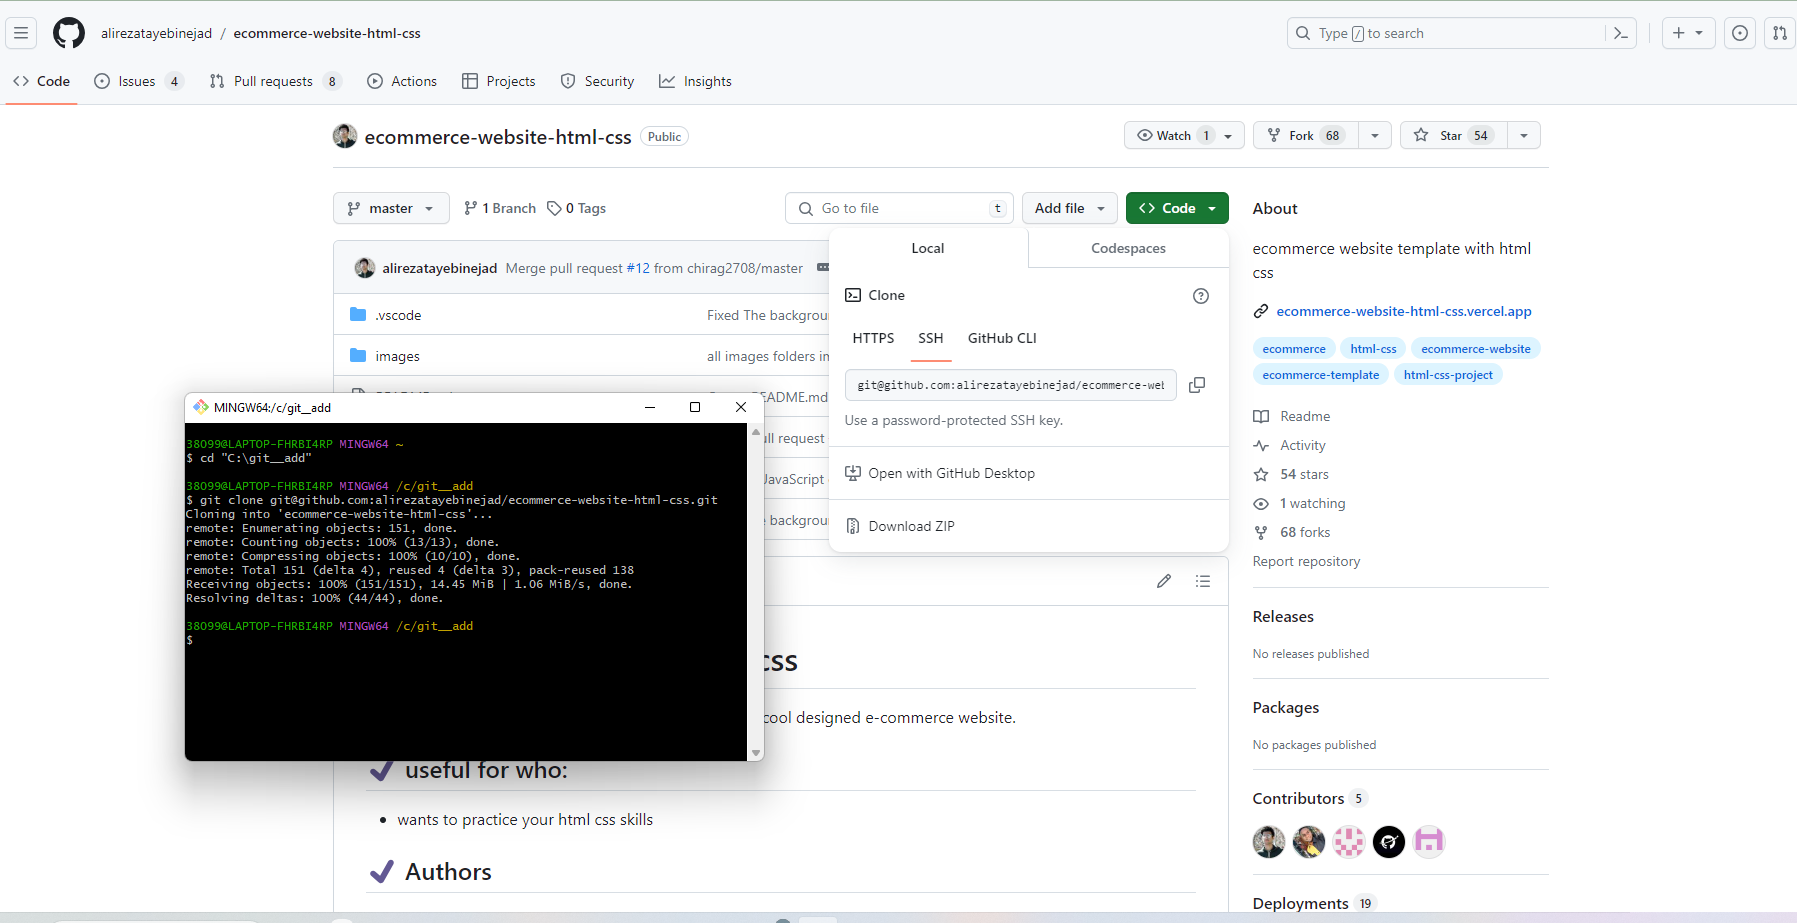 alirezatayebinejad / ecommerce-website-html-css
Type / to search
Code
Issues 4
Pull requests 8
Actions
Projects
Security
Insights
ecommerce-website-html-css Public
Watch 1
Fork 68
Star 54
master
1 Branch
0 Tags
Go to file t
Add file
Code
alirezatayebinejad Merge pull request #12 from chirag2708/master
.vscode Fixed The backgrou
images all images folders in
EADME.md
ull request
JavaScript
e backgrou
Local
Codespaces
Clone
HTTPS
SSH
GitHub CLI
git@github.com:alirezatayebinejad/ecommerce-web
Use a password-protected SSH key.
Open with GitHub Desktop
Download ZIP
MINGW64:/c/git__add
38099@LAPTOP-FHRBI4RP MINGW64 ~
$ cd "C:\git__add"
38099@LAPTOP-FHRBI4RP MINGW64 /c/git__add
$ git clone git@github.com:alirezatayebinejad/ecommerce-website-html-css.git
Cloning into 'ecommerce-website-html-css'...
remote: Enumerating objects: 151, done.
remote: Counting objects: 100% (13/13), done.
remote: Compressing objects: 100% (10/10), done.
remote: Total 151 (delta 4), reused 4 (delta 3), pack-reused 138
Receiving objects: 100% (151/151), 14.45 MiB | 1.06 MiB/s, done.
Resolving deltas: 100% (44/44), done.
38099@LAPTOP-FHRBI4RP MINGW64 /c/git__add
$
css
cool designed e-commerce website.
useful for who:
wants to practice your html css skills
Authors
About
ecommerce website template with html
css
ecommerce-website-html-css.vercel.app
ecommerce html-css ecommerce-website
ecommerce-template html-css-project
Readme
Activity
54 stars
1 watching
68 forks
Report repository
Releases
No releases published
Packages
No packages published
Contributors 5
Deployments 19